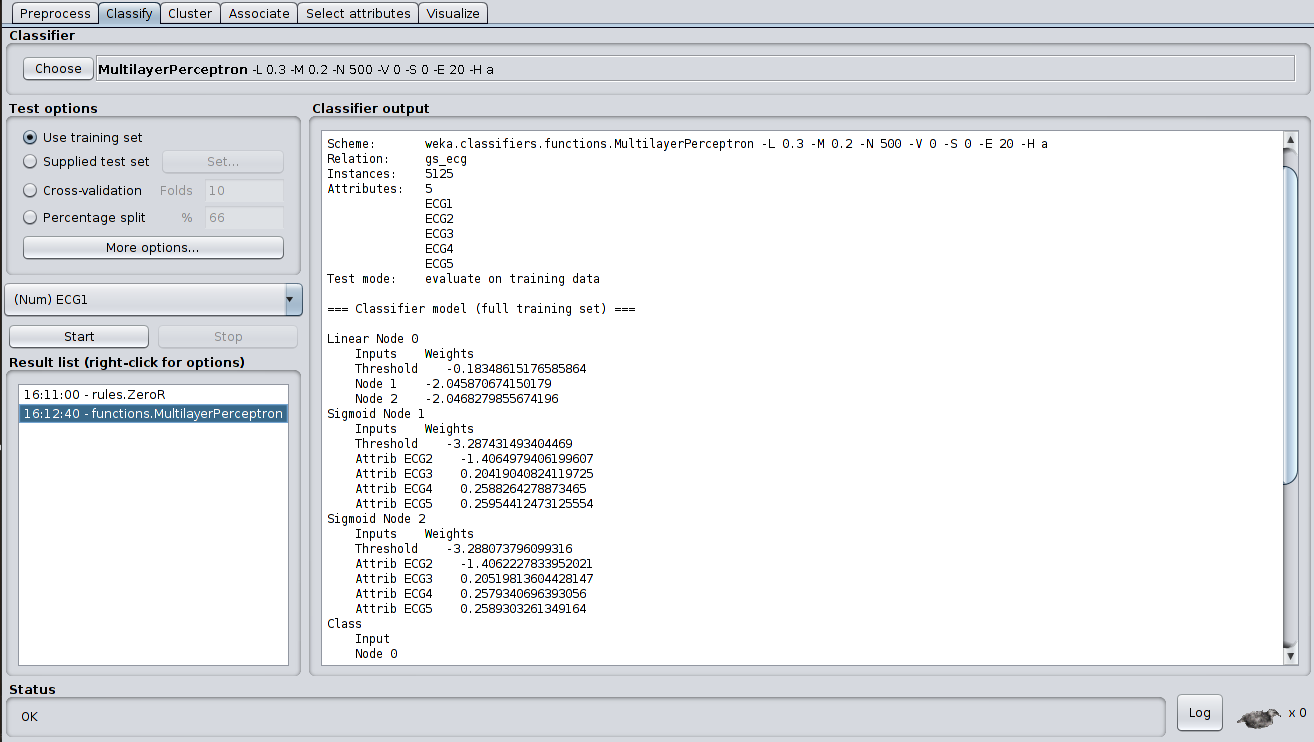 Preprocess Classify Cluster Associate Select attributes Visualize
Classifier
Choose MultilayerPerceptron -L 0.3 -M 0.2 -N 500 -V 0 -S 0 -E 20 -H a
Test options
Use training set
Supplied test set Set...
Cross-validation Folds 10
Percentage split % 66
More options...
(Num) ECG1
Start Stop
Result list (right-click for options)
16:11:00 - rules.ZeroR
16:12:40 - functions.MultilayerPerceptron
Classifier output
Scheme: weka.classifiers.functions.MultilayerPerceptron -L 0.3 -M 0.2 -N 500 -V 0 -S 0 -E 20 -H a
Relation: gs_ecg
Instances: 5125
Attributes: 5
ECG1
ECG2
ECG3
ECG4
ECG5
Test mode: evaluate on training data
=== Classifier model (full training set) ===
Linear Node 0
Inputs Weights
Threshold -0.18348615176585864
Node 1 -2.045870674150179
Node 2 -2.0468279855674196
Sigmoid Node 1
Inputs Weights
Threshold -3.287431493404469
Attrib ECG2 -1.4064979406199607
Attrib ECG3 0.20419040824119725
Attrib ECG4 0.2588264278873465
Attrib ECG5 0.25954412473125554
Sigmoid Node 2
Inputs Weights
Threshold -3.288073796099316
Attrib ECG2 -1.4062227833952021
Attrib ECG3 0.20519813604428147
Attrib ECG4 0.2579340696393056
Attrib ECG5 0.2589303261349164
Class
Input
Node 0
Status
OK
Log x 0